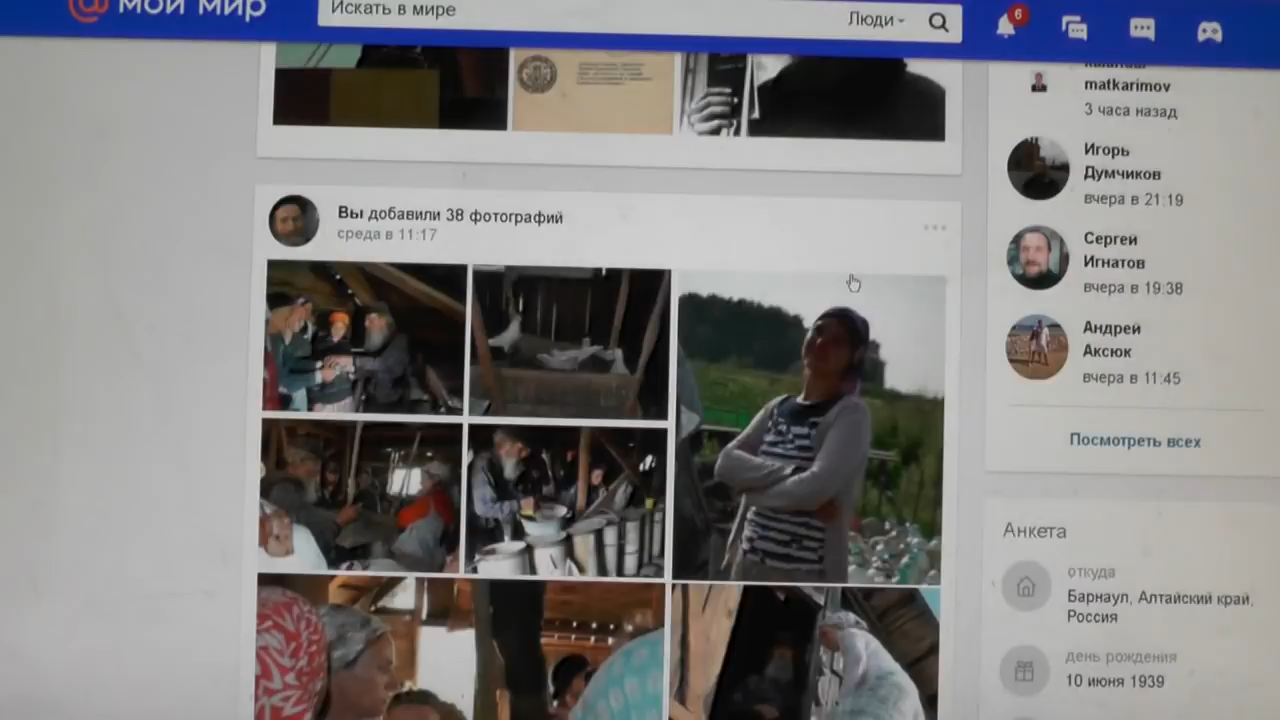 @ мой мир
Искать в мире
Люди
6
matkarimov
3 часа назад
Игорь
Думчиков
вчера в 21:19
Сергей
Игнатов
вчера в 19:38
Андрей
Аксюк
вчера в 11:45
Посмотреть всех
Вы добавили 38 фотографий
среда в 11:17
Анкета
откуда
Барнаул, Алтайский край,
Россия
день рождения
10 июня 1939